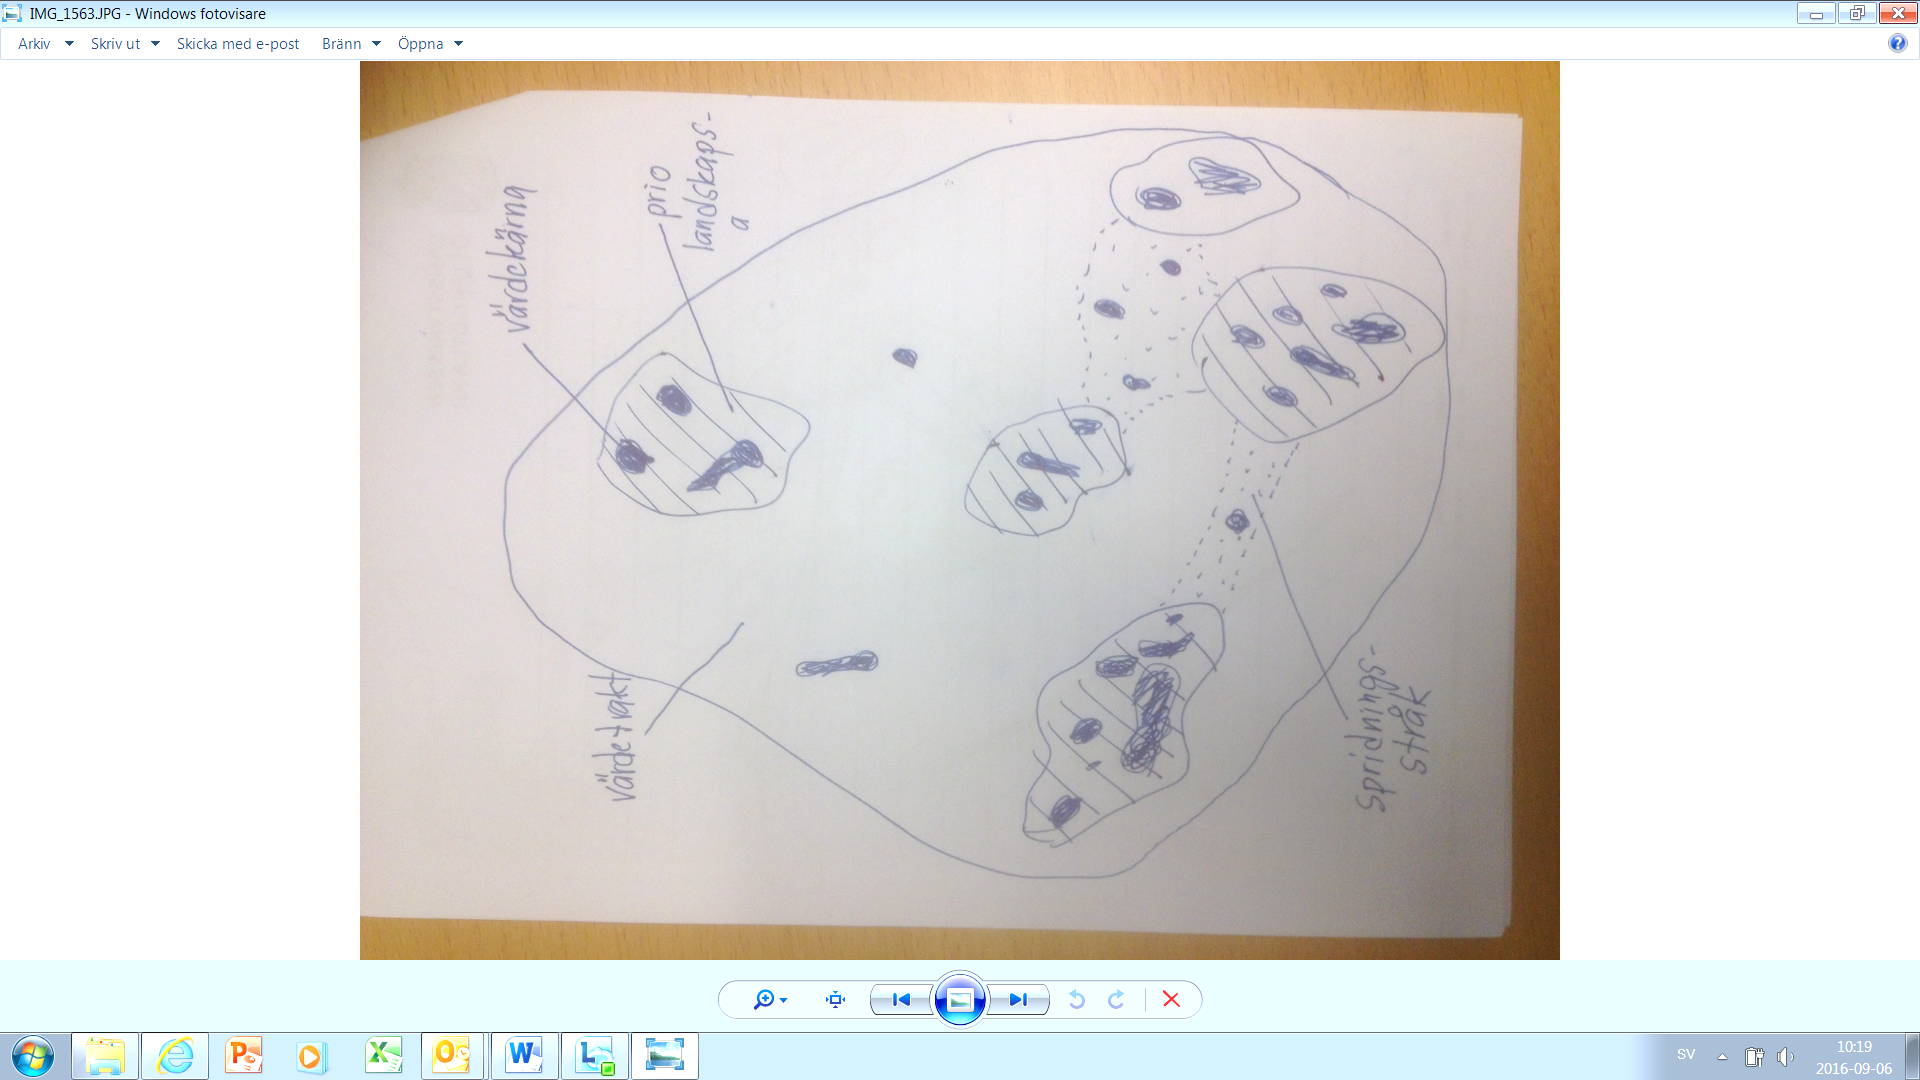 IMG_1563.JPG - Windows fotovisare
Arkiv
Skriv ut
Skicka med e-post
Bränn
Öppna
värdekärna
prio
landskaps-
a
värdetrakt
spridnings-
stråk
SV
10:19
2016-09-06